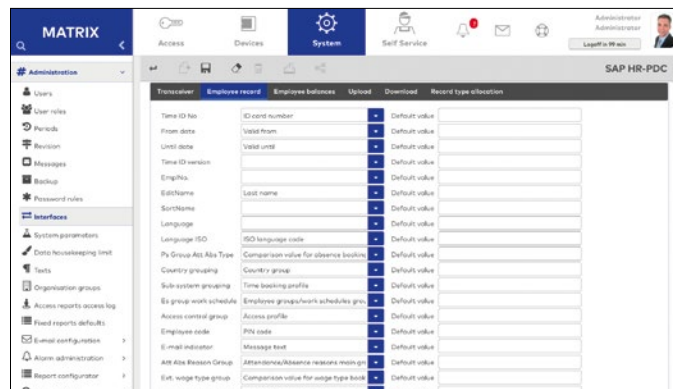 MATRIX
Access
Devices
System
Self Service
Administrator
Administrator
Logoff in 99 min
Administration
SAP HR-PDC
Users
User roles
Periods
Revision
Messages
Backup
Password rules
Interfaces
System parameters
Data housekeeping limit
Texts
Organisation groups
Access reports access log
Fixed reports defaults
E-mail configuration
Alarm administration
Report configurator
Transceiver Employee record Employee balances Upload Download Record type allocation
Time ID No ID card number Default value
From date Valid from Default value
Until date Valid until Default value
Time ID version Default value
EmplNo. Default value
EditName Last name Default value
SortName Default value
Language Default value
Language ISO ISO language code Default value
Ps Group Att Abs Type Comparison value for absence bookin Default value
Country grouping Country group Default value
Sub-system grouping Time booking profile Default value
Es group work schedule Employee groups/work schedules grou Default value
Access control group Access profile Default value
Employee code PIN code Default value
E-mail indicator Message text Default value
Att Abs Reason Group Attendance/Absence reasons main gr Default value
Ext. wage type group Comparison value for wage type book Default value